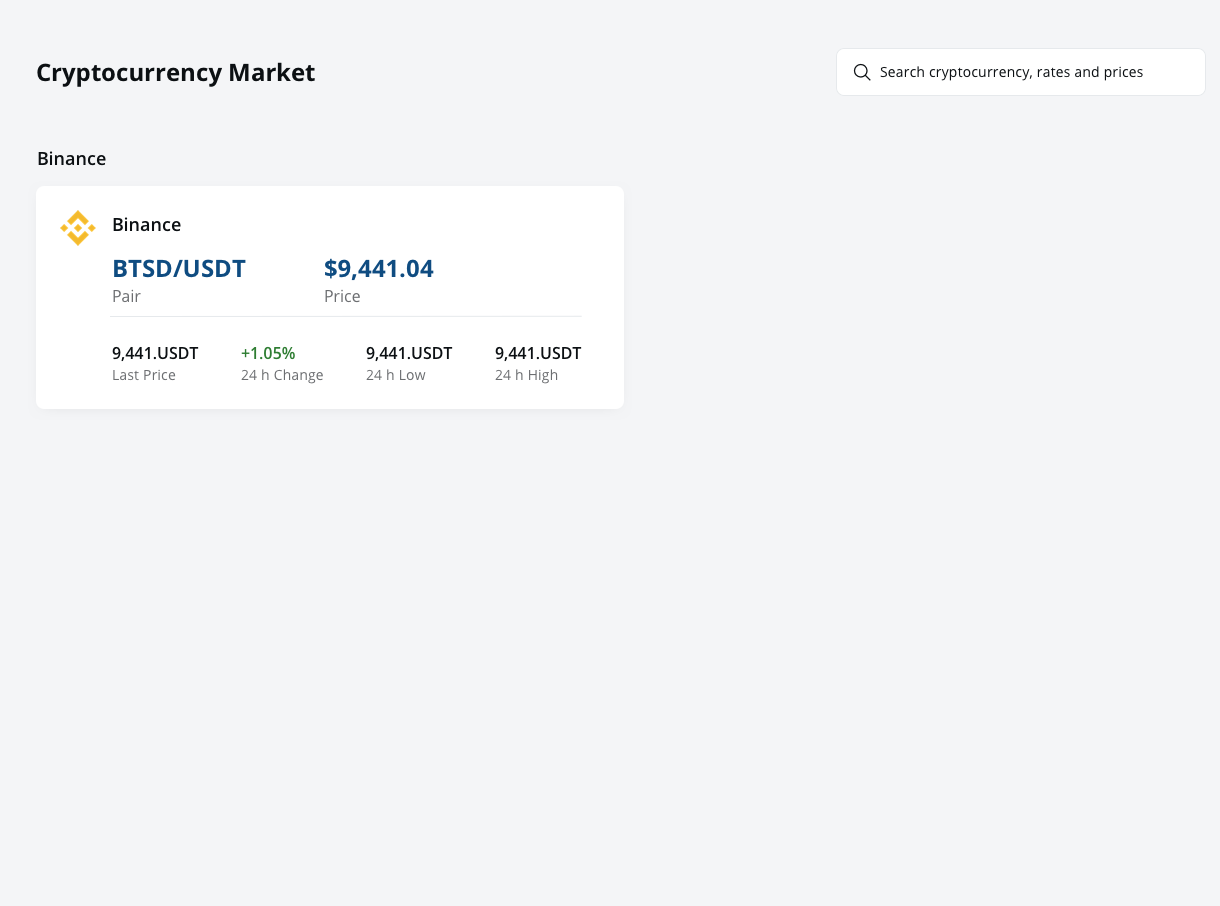 Cryptocurrency Market
Search cryptocurrency, rates and prices
Binance
Binance
BTSD/USDT $9,441.04
Pair Price
9,441.USDT +1.05% 9,441.USDT 9,441.USDT
Last Price 24 h Change 24 h Low 24 h High